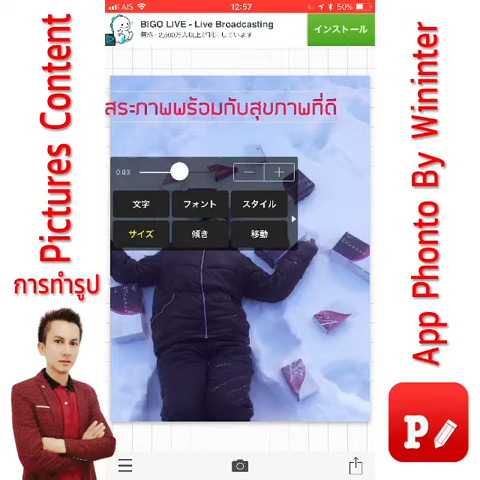 Pictures Content
การทำรูป
App Phonto By Wininter
AIS
12:57
50%
BIGO LIVE - Live Broadcasting
インストール
สระภาพพร้อมกับสุขภาพที่ดี
0.93
文字
フォント
スタイル
サイズ
傾き
移動
P